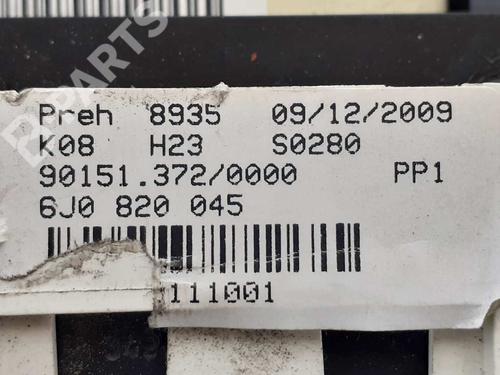 Preh 8935 09/12/2009
K08 H23 S0280
90151.372/0000 PP1
6J0 820 045
111001
B-PARTS